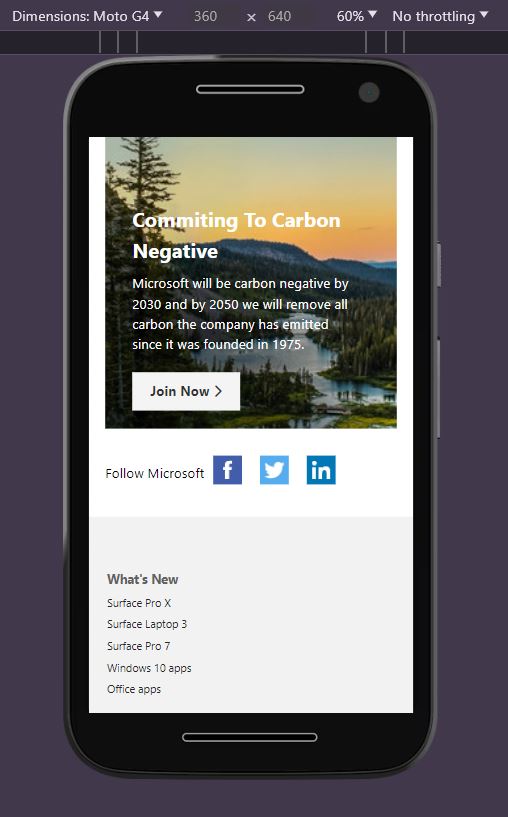 Dimensions: Moto G4 360 × 640 60% No throttling
Commiting To Carbon
Negative
Microsoft will be carbon negative by
2030 and by 2050 we will remove all
carbon the company has emitted
since it was founded in 1975.
Join Now
Follow Microsoft f in
What's New
Surface Pro X
Surface Laptop 3
Surface Pro 7
Windows 10 apps
Office apps